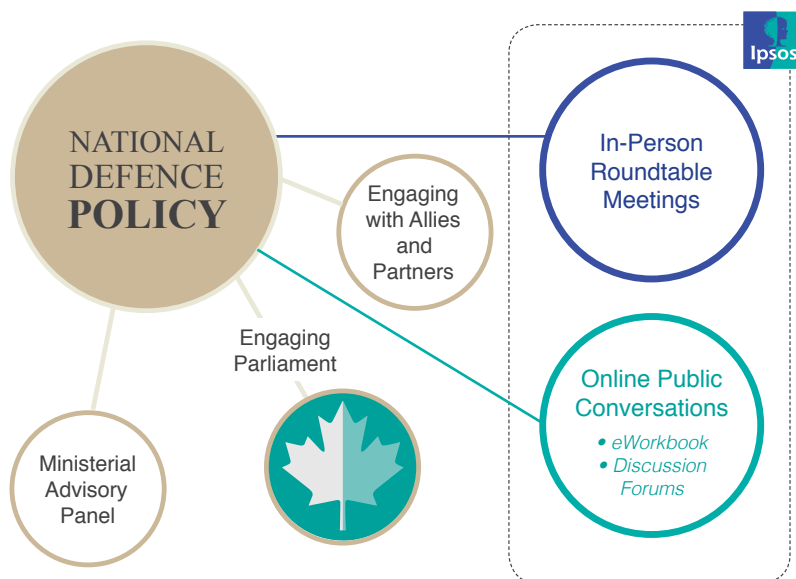 Ipsos
NATIONAL
DEFENCE
POLICY
In-Person
Roundtable
Meetings
Engaging
with Allies
and
Partners
Engaging
Parliament
Online Public
Conversations
• eWorkbook
• Discussion
Forums
Ministerial
Advisory
Panel